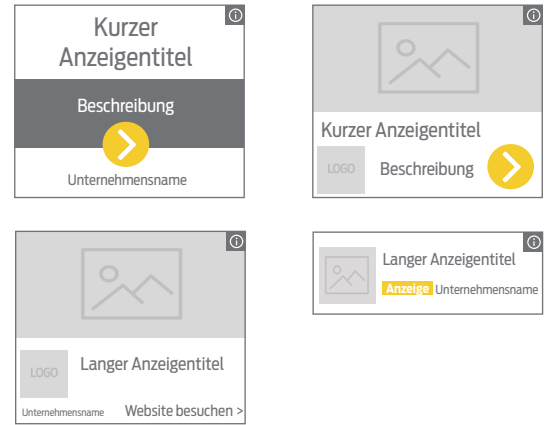 Kurzer
Anzeigentitel
Beschreibung
Unternehmensname
Kurzer Anzeigentitel
LOGO
Beschreibung
LOGO
Langer Anzeigentitel
Unternehmensname
Website besuchen >
Langer Anzeigentitel
Anzeige Unternehmensname